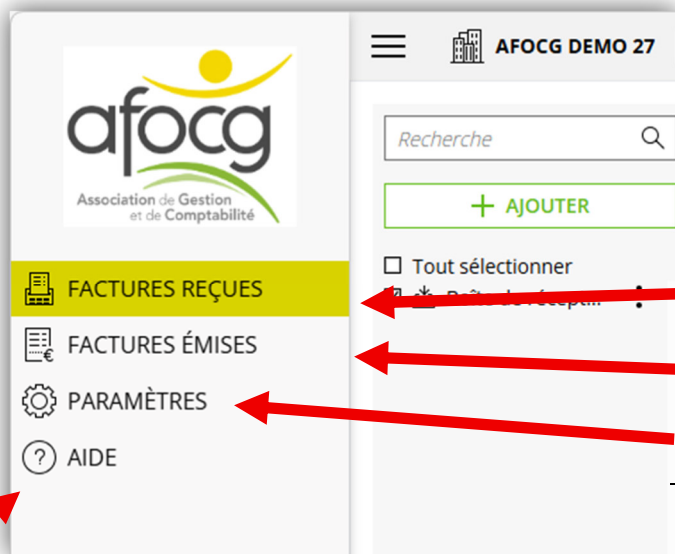 afocg
Association de Gestion
et de Comptabilité
FACTURES REÇUES
FACTURES ÉMISES
PARAMÈTRES
? AIDE
AFOCG DEMO 27
Recherche
+ AJOUTER
Tout sélectionner